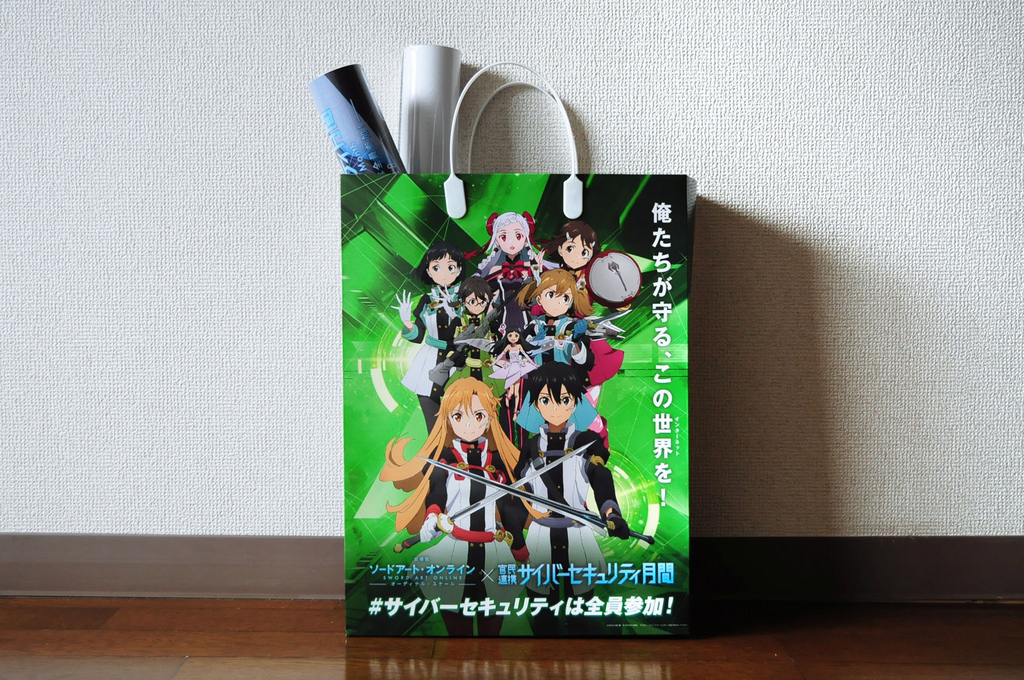 俺たちが守る、この世界を！
インターネット
劇場版
ソードアート・オンライン
SWORD ART ONLINE
オーディナル・スケール
×
官民連携
サイバーセキュリティ月間
#サイバーセキュリティは全員参加！